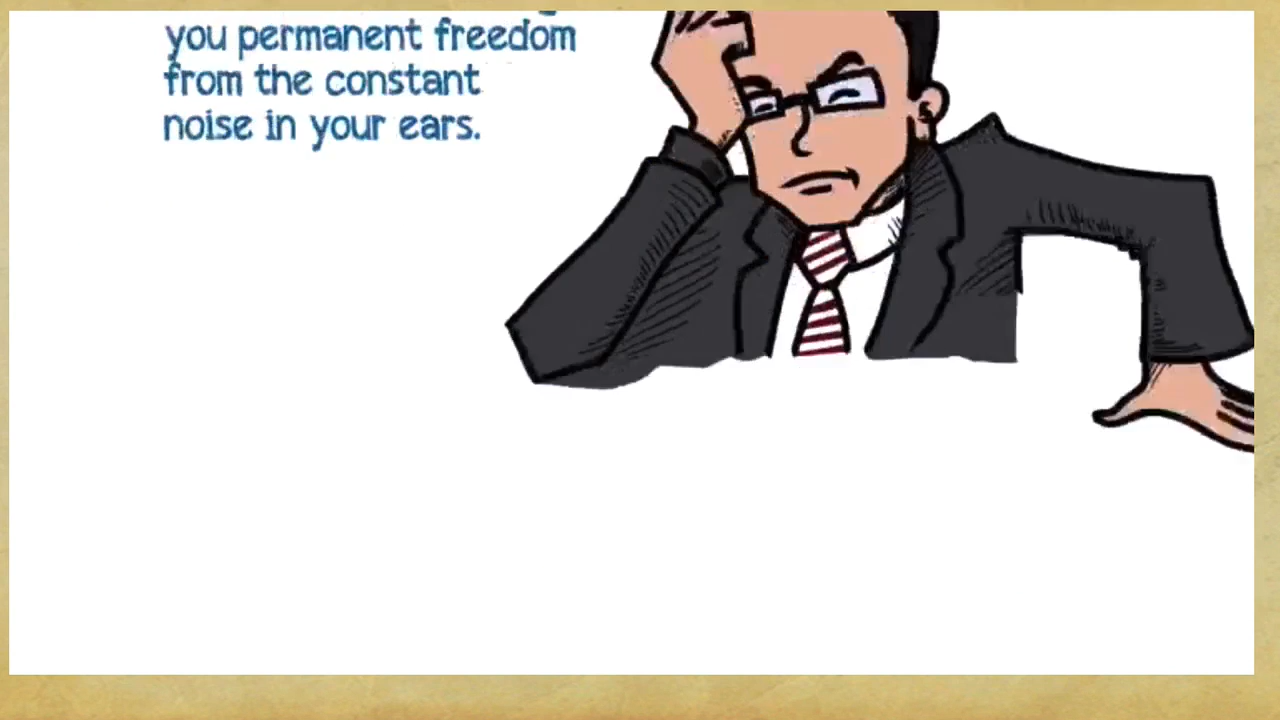 you permanent freedom
from the constant
noise in your ears.